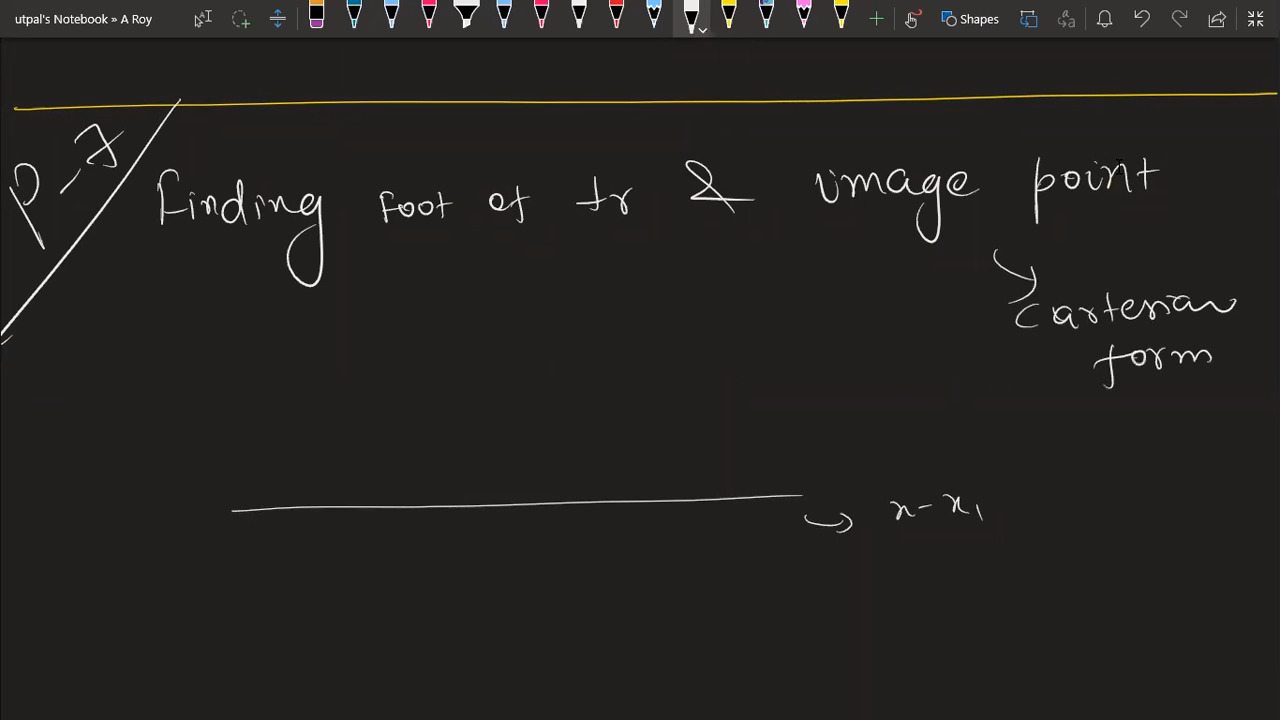 utpal's Notebook » A Roy
Shapes
P-7
Finding Foot of ⊥r & image point
Cartesian
form
x - x₁